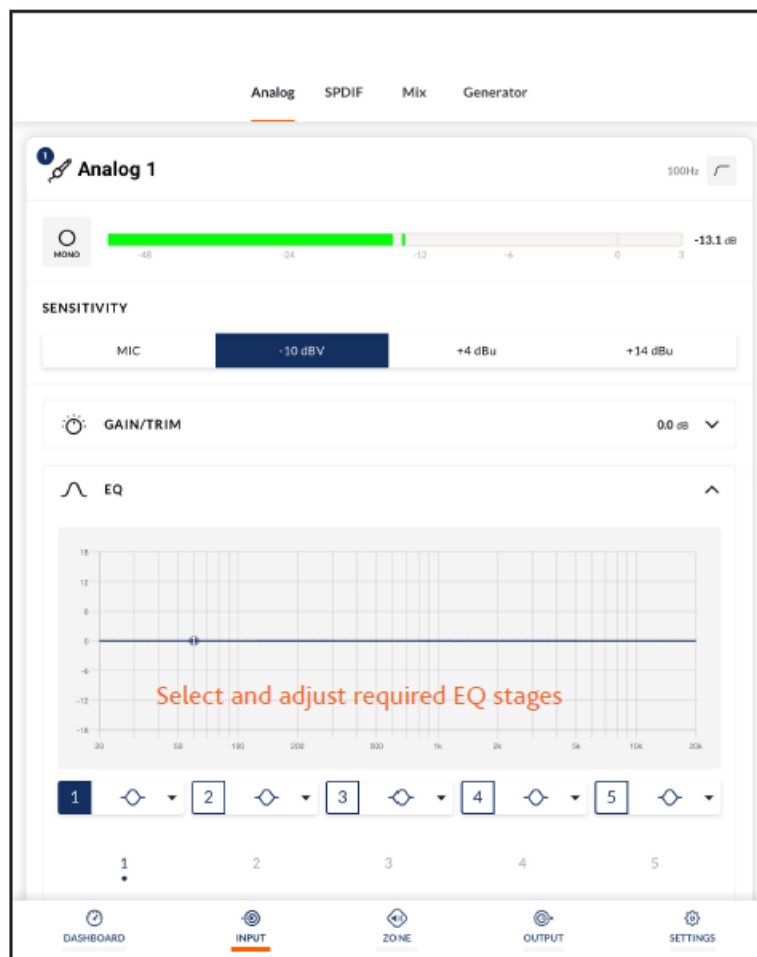 Analog SPDIF Mix Generator
1
Analog 1 100Hz
MONO
-48 -24 -12 -6 0 3 -13.1 dB
SENSITIVITY
MIC -10 dBV +4 dBu +14 dBu
GAIN/TRIM 0.0 dB
EQ
18
12
6
0
-6
-12
-18
Select and adjust required EQ stages
20 50 100 200 500 1k 2k 5k 10k 20k
1 2 3 4 5
1 2 3 4 5
DASHBOARD INPUT ZONE OUTPUT SETTINGS